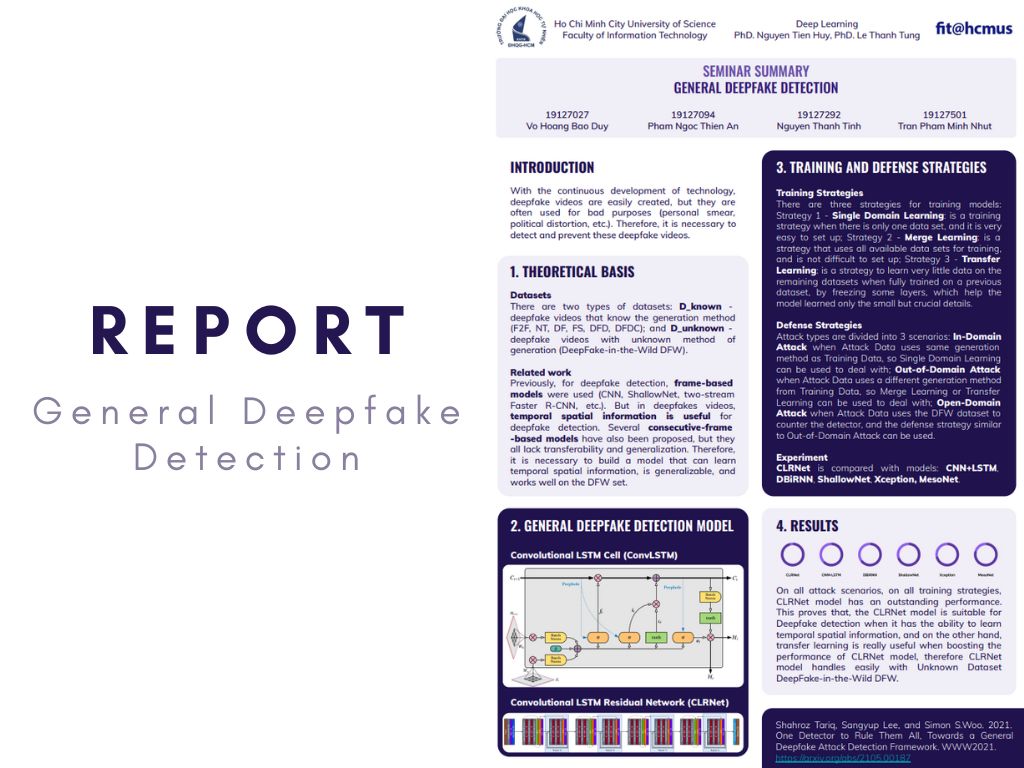 REPORT
General Deepfake
Detection
TRƯỜNG ĐẠI HỌC KHOA HỌC TỰ NHIÊN
ĐHQG-HCM
Ho Chi Minh City University of Science
Faculty of Information Technology
Deep Learning
PhD. Nguyen Tien Huy, PhD. Le Thanh Tung
fit@hcmus
SEMINAR SUMMARY
GENERAL DEEPFAKE DETECTION
19127027
Vo Hoang Bao Duy
19127094
Pham Ngoc Thien An
19127292
Nguyen Thanh Tinh
19127501
Tran Pham Minh Nhut
INTRODUCTION
With the continuous development of technology,
deepfake videos are easily created, but they are
often used for bad purposes (personal smear,
political distortion, etc.). Therefore, it is necessary to
detect and prevent these deepfake videos.
1. THEORETICAL BASIS
Datasets
There are two types of datasets: D_known -
deepfake videos that know the generation method
(F2F, NT, DF, FS, DFD, DFDC); and D_unknown -
deepfake videos with unknown method of
generation (DeepFake-in-the-Wild DFW).
Related work
Previously, for deepfake detection, frame-based
models were used (CNN, ShallowNet, two-stream
Faster R-CNN, etc.). But in deepfakes videos,
temporal spatial information is useful for
deepfake detection. Several consecutive-frame
-based models have also been proposed, but they
all lack transferability and generalization. Therefore,
it is necessary to build a model that can learn
temporal spatial information, is generalizable, and
works well on the DFW set.
2. GENERAL DEEPFAKE DETECTION MODEL
Convolutional LSTM Cell (ConvLSTM)
Peephole
Peephole
Batch Norm
tanh
σ
σ
tanh
σ
Batch Norm
Batch Norm
Convolutional LSTM Residual Network (CLRNet)
3. TRAINING AND DEFENSE STRATEGIES
Training Strategies
There are three strategies for training models:
Strategy 1 - Single Domain Learning: is a training
strategy when there is only one data set, and it is very
easy to set up; Strategy 2 - Merge Learning: is a
strategy that uses all available data sets for training,
and is not difficult to set up; Strategy 3 - Transfer
Learning: is a strategy to learn very little data on the
remaining datasets when fully trained on a previous
dataset, by freezing some layers, which help the
model learned only the small but crucial details.
Defense Strategies
Attack types are divided into 3 scenarios: In-Domain
Attack when Attack Data uses same generation
method as Training Data, so Single Domain Learning
can be used to deal with; Out-of-Domain Attack
when Attack Data uses a different generation method
from Training Data, so Merge Learning or Transfer
Learning can be used to deal with; Open-Domain
Attack when Attack Data uses the DFW dataset to
counter the detector, and the defense strategy similar
to Out-of-Domain Attack can be used.
Experiment
CLRNet is compared with models: CNN+LSTM,
DBiRNN, ShallowNet, Xception, MesoNet.
4. RESULTS
CLRNet
CNN+LSTM
DBiRNN
ShallowNet
Xception
MesoNet
On all attack scenarios, on all training strategies,
CLRNet model has an outstanding performance.
This proves that, the CLRNet model is suitable for
Deepfake detection when it has the ability to learn
temporal spatial information, and on the other hand,
transfer learning is really useful when boosting the
performance of CLRNet model, therefore CLRNet
model handles easily with Unknown Dataset
DeepFake-in-the-Wild DFW.
Shahroz Tariq, Sangyup Lee, and Simon S.Woo. 2021.
One Detector to Rule Them All, Towards a General
Deepfake Attack Detection Framework. WWW2021.
https://arxiv.org/abs/2105.00187